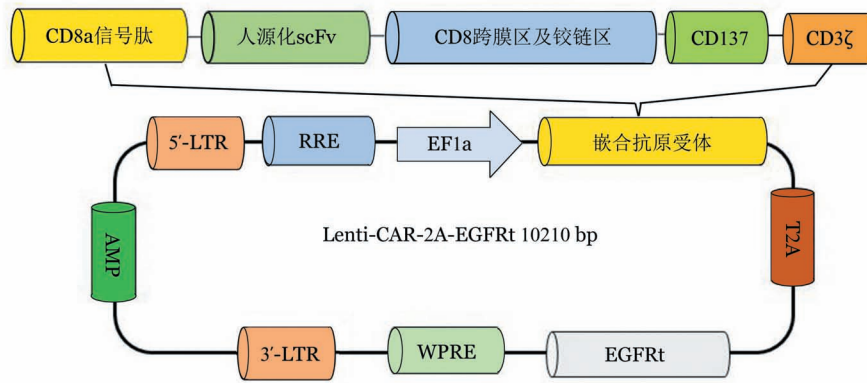 CD8a信号肽
人源化scFv
CD8跨膜区及铰链区
CD137
CD3ζ
5′-LTR
RRE
EF1a
嵌合抗原受体
AMP
Lenti-CAR-2A-EGFRt 10210 bp
T2A
3′-LTR
WPRE
EGFRt